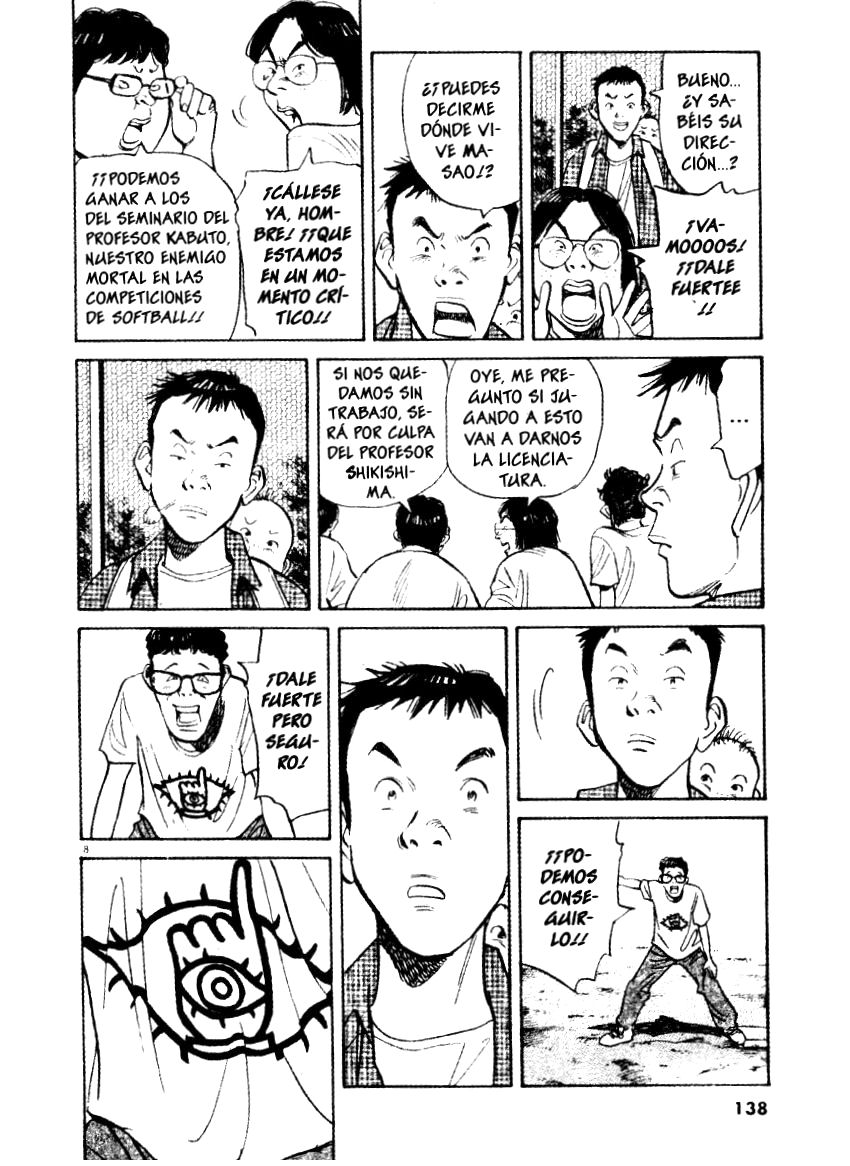 BUENO...
¿Y SA-
BÉIS SU
DIREC-
CIÓN...?
¡VA-
MOOOOS!
¡¡DALE
FUERTEE
!!
¿¡PUEDES
DECIRME
DÓNDE VI-
VE MA-
SAO!?
¡CÁLLESE
YA, HOM-
BRE! ¡¡QUE
ESTAMOS
EN UN MO-
MENTO CRÍ-
TICO!!
¡¡PODEMOS
GANAR A LOS
DEL SEMINARIO DEL
PROFESOR KABUTO,
NUESTRO ENEMIGO
MORTAL EN LAS
COMPETICIONES
DE SOFTBALL!!
...
OYE, ME PRE-
GUNTO SI JU-
GANDO A ESTO
VAN A DARNOS
LA LICENCIA-
TURA.
SI NOS QUE-
DAMOS SIN
TRABAJO, SE-
RÁ POR CULPA
DEL PROFESOR
SHIKISHI-
MA.
¡¡PO-
DEMOS
CONSE-
GUIR-
LO!!
¡DALE
FUERTE
PERO
SEGU-
RO!
8
138